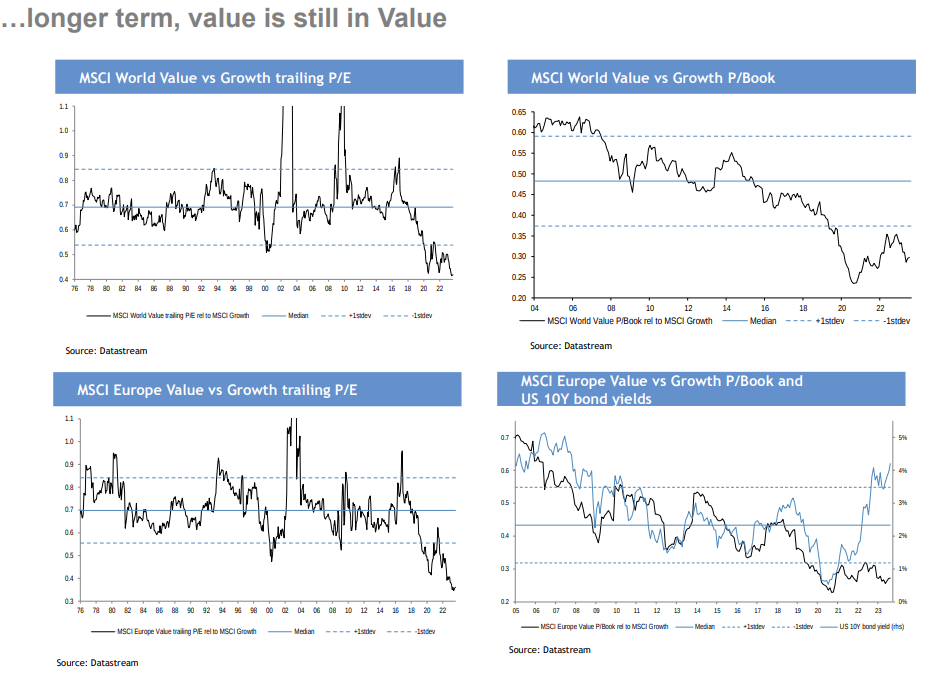 …longer term, value is still in Value
MSCI World Value vs Growth trailing P/E
1.1
1.0
0.9
0.8
0.7
0.6
0.5
0.4
76 78 80 82 84 86 88 90 92 94 96 98 00 02 04 06 08 10 12 14 16 18 20 22
MSCI World Value trailing P/E rel to MSCI Growth Median +1stdev -1stdev
Source: Datastream
MSCI World Value vs Growth P/Book
0.65
0.60
0.55
0.50
0.45
0.40
0.35
0.30
0.25
0.20
04 06 08 10 12 14 16 18 20 22
MSCI World Value P/Book rel to MSCI Growth Median +1stdev -1stdev
Source: Datastream
MSCI Europe Value vs Growth trailing P/E
1.1
1.0
0.9
0.8
0.7
0.6
0.5
0.4
0.3
76 78 80 82 84 86 88 90 92 94 96 98 00 02 04 06 08 10 12 14 16 18 20 22
MSCI Europe Value trailing P/E rel to MSCI Growth Median +1stdev -1stdev
Source: Datastream
MSCI Europe Value vs Growth P/Book and
US 10Y bond yields
0.7
0.6
0.5
0.4
0.3
0.2
5%
4%
3%
2%
1%
0%
05 06 07 08 09 10 11 12 13 14 15 16 17 18 19 20 21 22 23
MSCI Europe Value P/Book rel to MSCI Growth Median +1stdev -1stdev US 10Y bond yield (rhs)
Source: Datastream